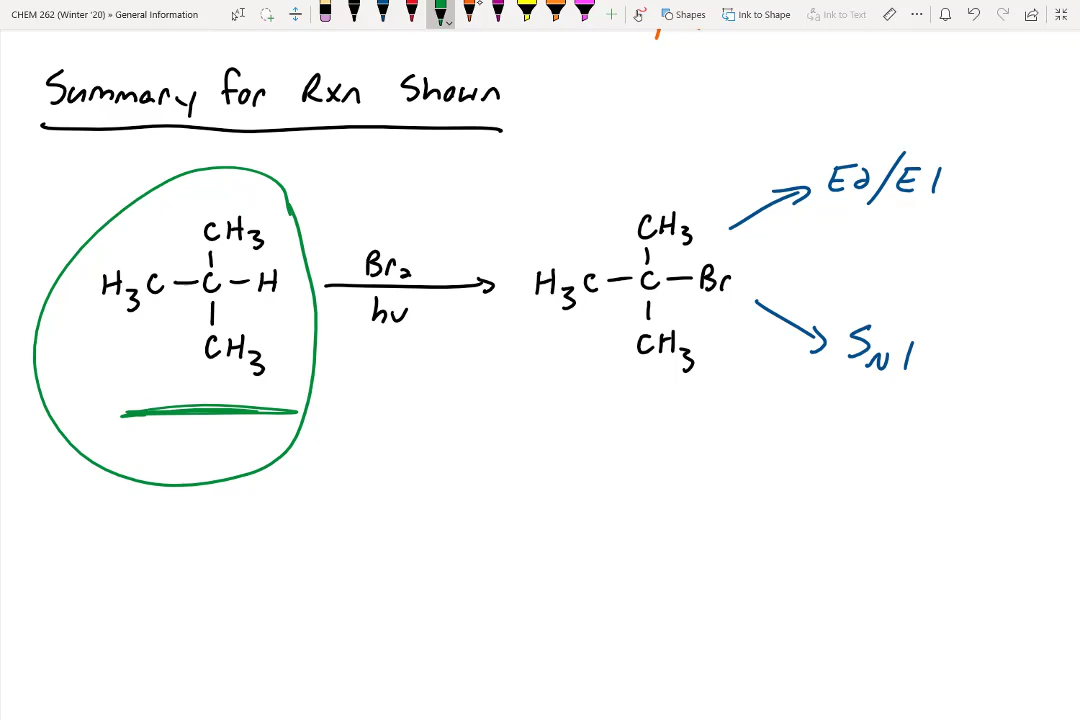 CHEM 262 (Winter '20) » General Information
Shapes
Ink to Shape
Ink to Text
Summary for Rxn Shown
E2/E1
CH3
H3C-C-H
CH3
Br2
hν
CH3
H3C-C-Br
CH3
SN1